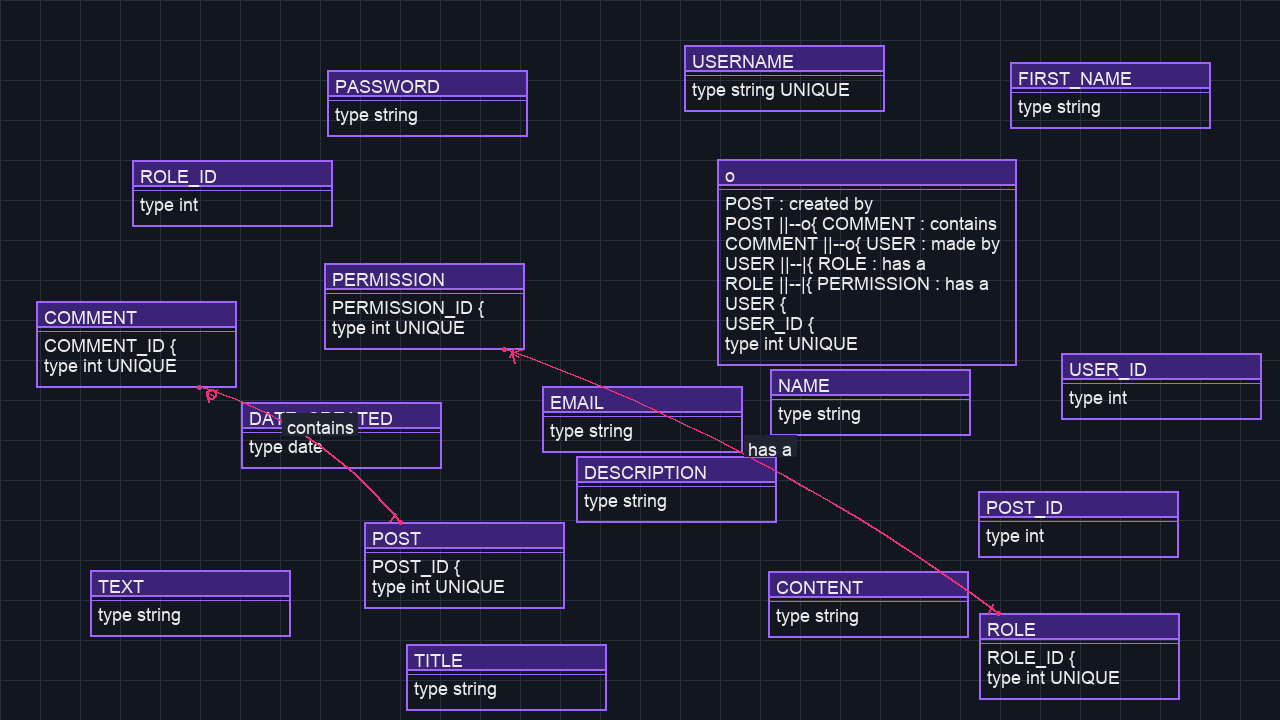 USERNAME
type string UNIQUE
FIRST_NAME
type string
PASSWORD
type string
ROLE_ID
type int
o
POST : created by
POST ||--o{ COMMENT : contains
COMMENT ||--o{ USER : made by
USER ||--|{ ROLE : has a
ROLE ||--|{ PERMISSION : has a
USER {
USER_ID {
type int UNIQUE
PERMISSION
PERMISSION_ID {
type int UNIQUE
COMMENT
COMMENT_ID {
type int UNIQUE
USER_ID
type int
NAME
type string
EMAIL
type string
DATE_CREATED
contains
type date
has a
DESCRIPTION
type string
POST_ID
type int
POST
POST_ID {
type int UNIQUE
TEXT
type string
CONTENT
type string
ROLE
ROLE_ID {
type int UNIQUE
TITLE
type string